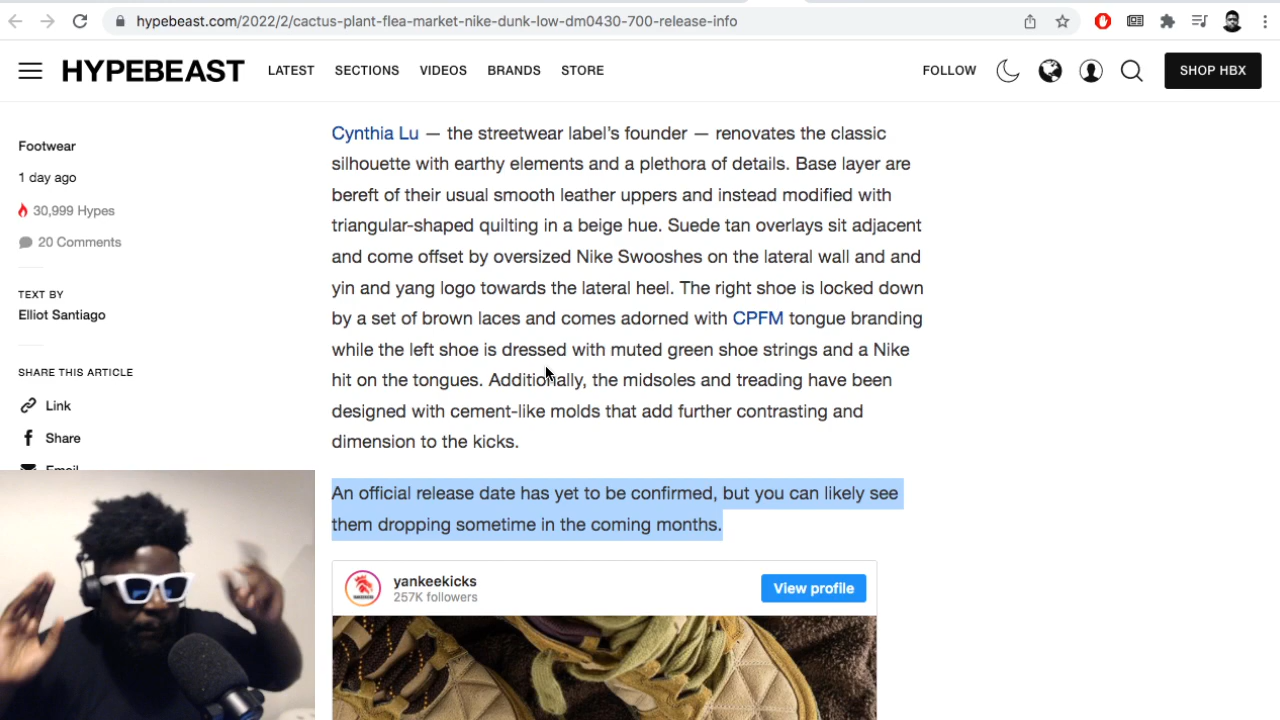 hypebeast.com/2022/2/cactus-plant-flea-market-nike-dunk-low-dm0430-700-release-info
HYPEBEAST LATEST SECTIONS VIDEOS BRANDS STORE FOLLOW SHOP HBX
Footwear
1 day ago
30,999 Hypes
20 Comments
TEXT BY
Elliot Santiago
SHARE THIS ARTICLE
Link
Share
Email
Cynthia Lu — the streetwear label's founder — renovates the classic
silhouette with earthy elements and a plethora of details. Base layer are
bereft of their usual smooth leather uppers and instead modified with
triangular-shaped quilting in a beige hue. Suede tan overlays sit adjacent
and come offset by oversized Nike Swooshes on the lateral wall and and
yin and yang logo towards the lateral heel. The right shoe is locked down
by a set of brown laces and comes adorned with CPFM tongue branding
while the left shoe is dressed with muted green shoe strings and a Nike
hit on the tongues. Additionally, the midsoles and treading have been
designed with cement-like molds that add further contrasting and
dimension to the kicks.
An official release date has yet to be confirmed, but you can likely see
them dropping sometime in the coming months.
yankeekicks
257K followers
View profile